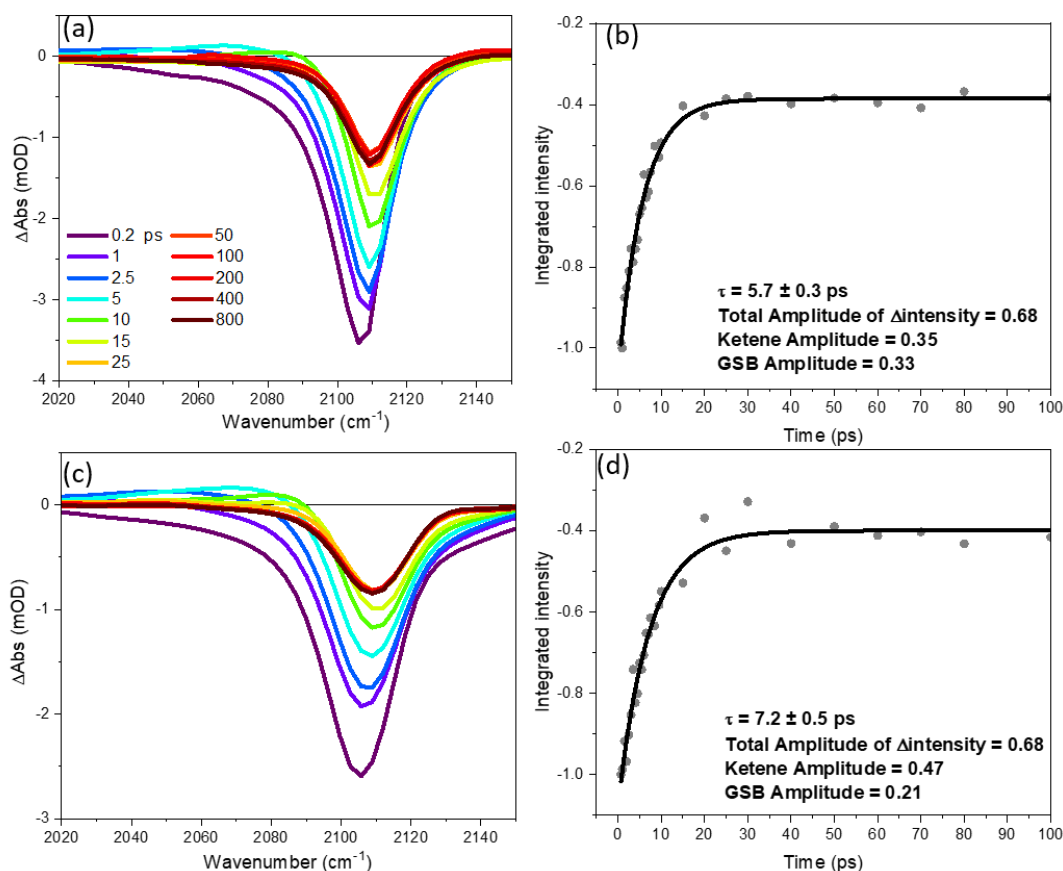 (a)
ΔAbs (mOD)
0
-1
-2
-3
-4
0.2 ps
1
2.5
5
10
15
25
50
100
200
400
800
2020 2040 2060 2080 2100 2120 2140
Wavenumber (cm⁻¹)
(b)
Integrated intensity
-0.2
-0.4
-0.6
-0.8
-1.0
τ = 5.7 ± 0.3 ps
Total Amplitude of Δintensity = 0.68
Ketene Amplitude = 0.35
GSB Amplitude = 0.33
0 10 20 30 40 50 60 70 80 90 100
Time (ps)
(c)
ΔAbs (mOD)
0
-1
-2
-3
2020 2040 2060 2080 2100 2120 2140
Wavenumber (cm⁻¹)
(d)
Integrated intensity
-0.2
-0.4
-0.6
-0.8
-1.0
τ = 7.2 ± 0.5 ps
Total Amplitude of Δintensity = 0.68
Ketene Amplitude = 0.47
GSB Amplitude = 0.21
0 10 20 30 40 50 60 70 80 90 100
Time (ps)